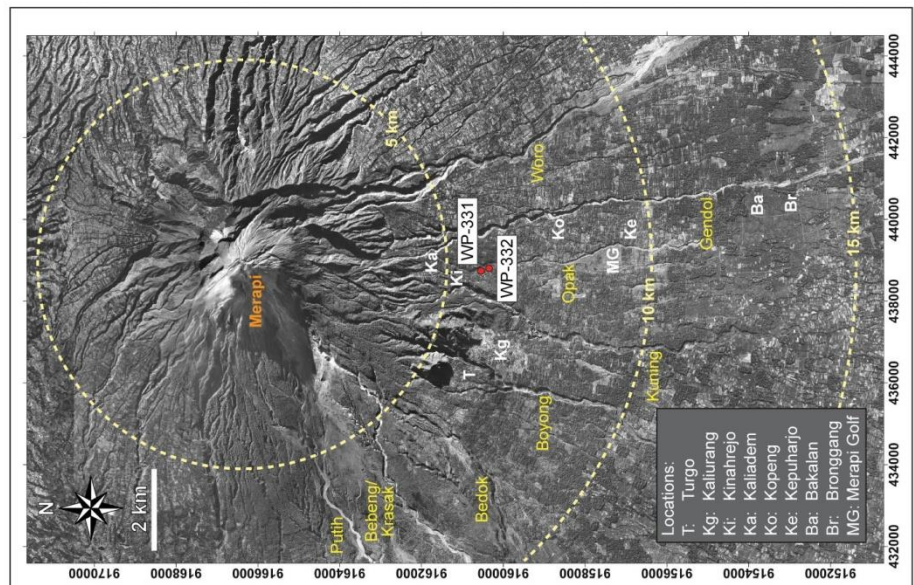 N
9170000
2 km
9168000
Merapi
9166000
Putih
9164000
Bebeng/
Krasak
5 km
9162000
Ka
Ki
T
WP-331
Bedok
Kg
WP-332
9160000
Woro
Boyong
Ko
Opak
9158000
MG
Ke
10 km
Kuning
9156000
Gendol
9154000
Ba
Br
9152000
15 km
Locations:
T: Turgo
Kg: Kaliurang
Ki: Kinahrejo
Ka: Kaliadem
Ko: Kopeng
Ke: Kepuharjo
Ba: Bakalan
Br: Bronggang
MG: Merapi Golf
432000 434000 436000 438000 440000 442000 444000